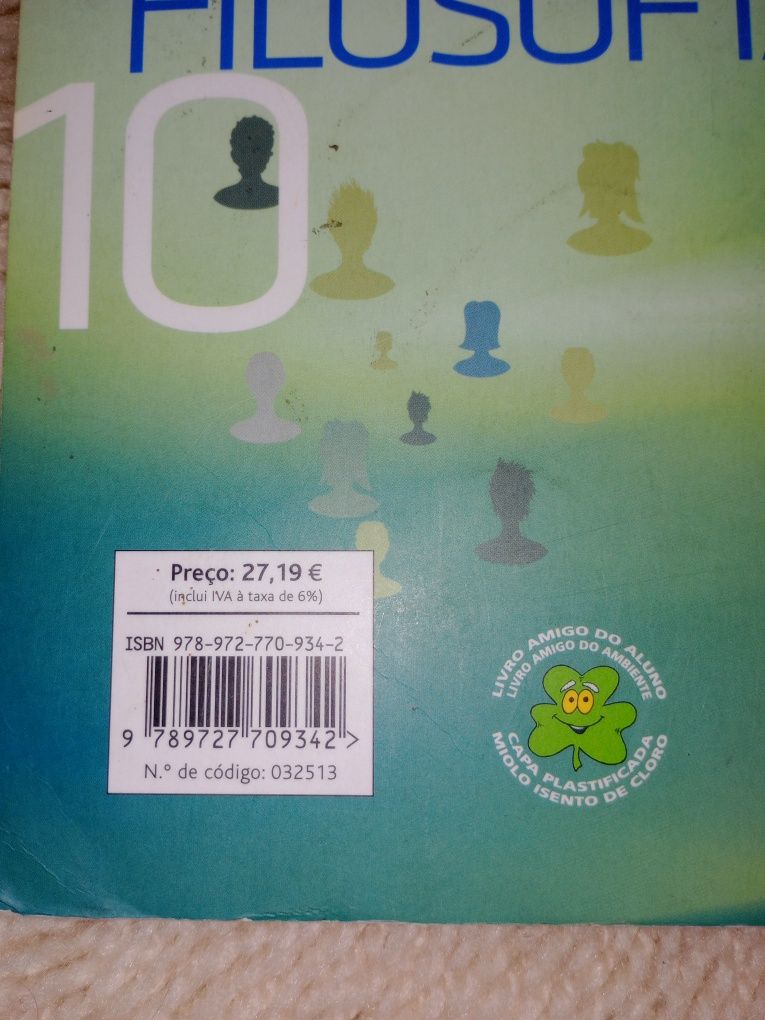 FILOSOFIA
10
Preço: 27,19 €
(inclui IVA à taxa de 6%)
ISBN 978-972-770-934-2
9 789727 709342 >
N.° de código: 032513
LIVRO AMIGO DO ALUNO
LIVRO AMIGO DO AMBIENTE
CAPA PLASTIFICADA
MIOLO ISENTO DE CLORO